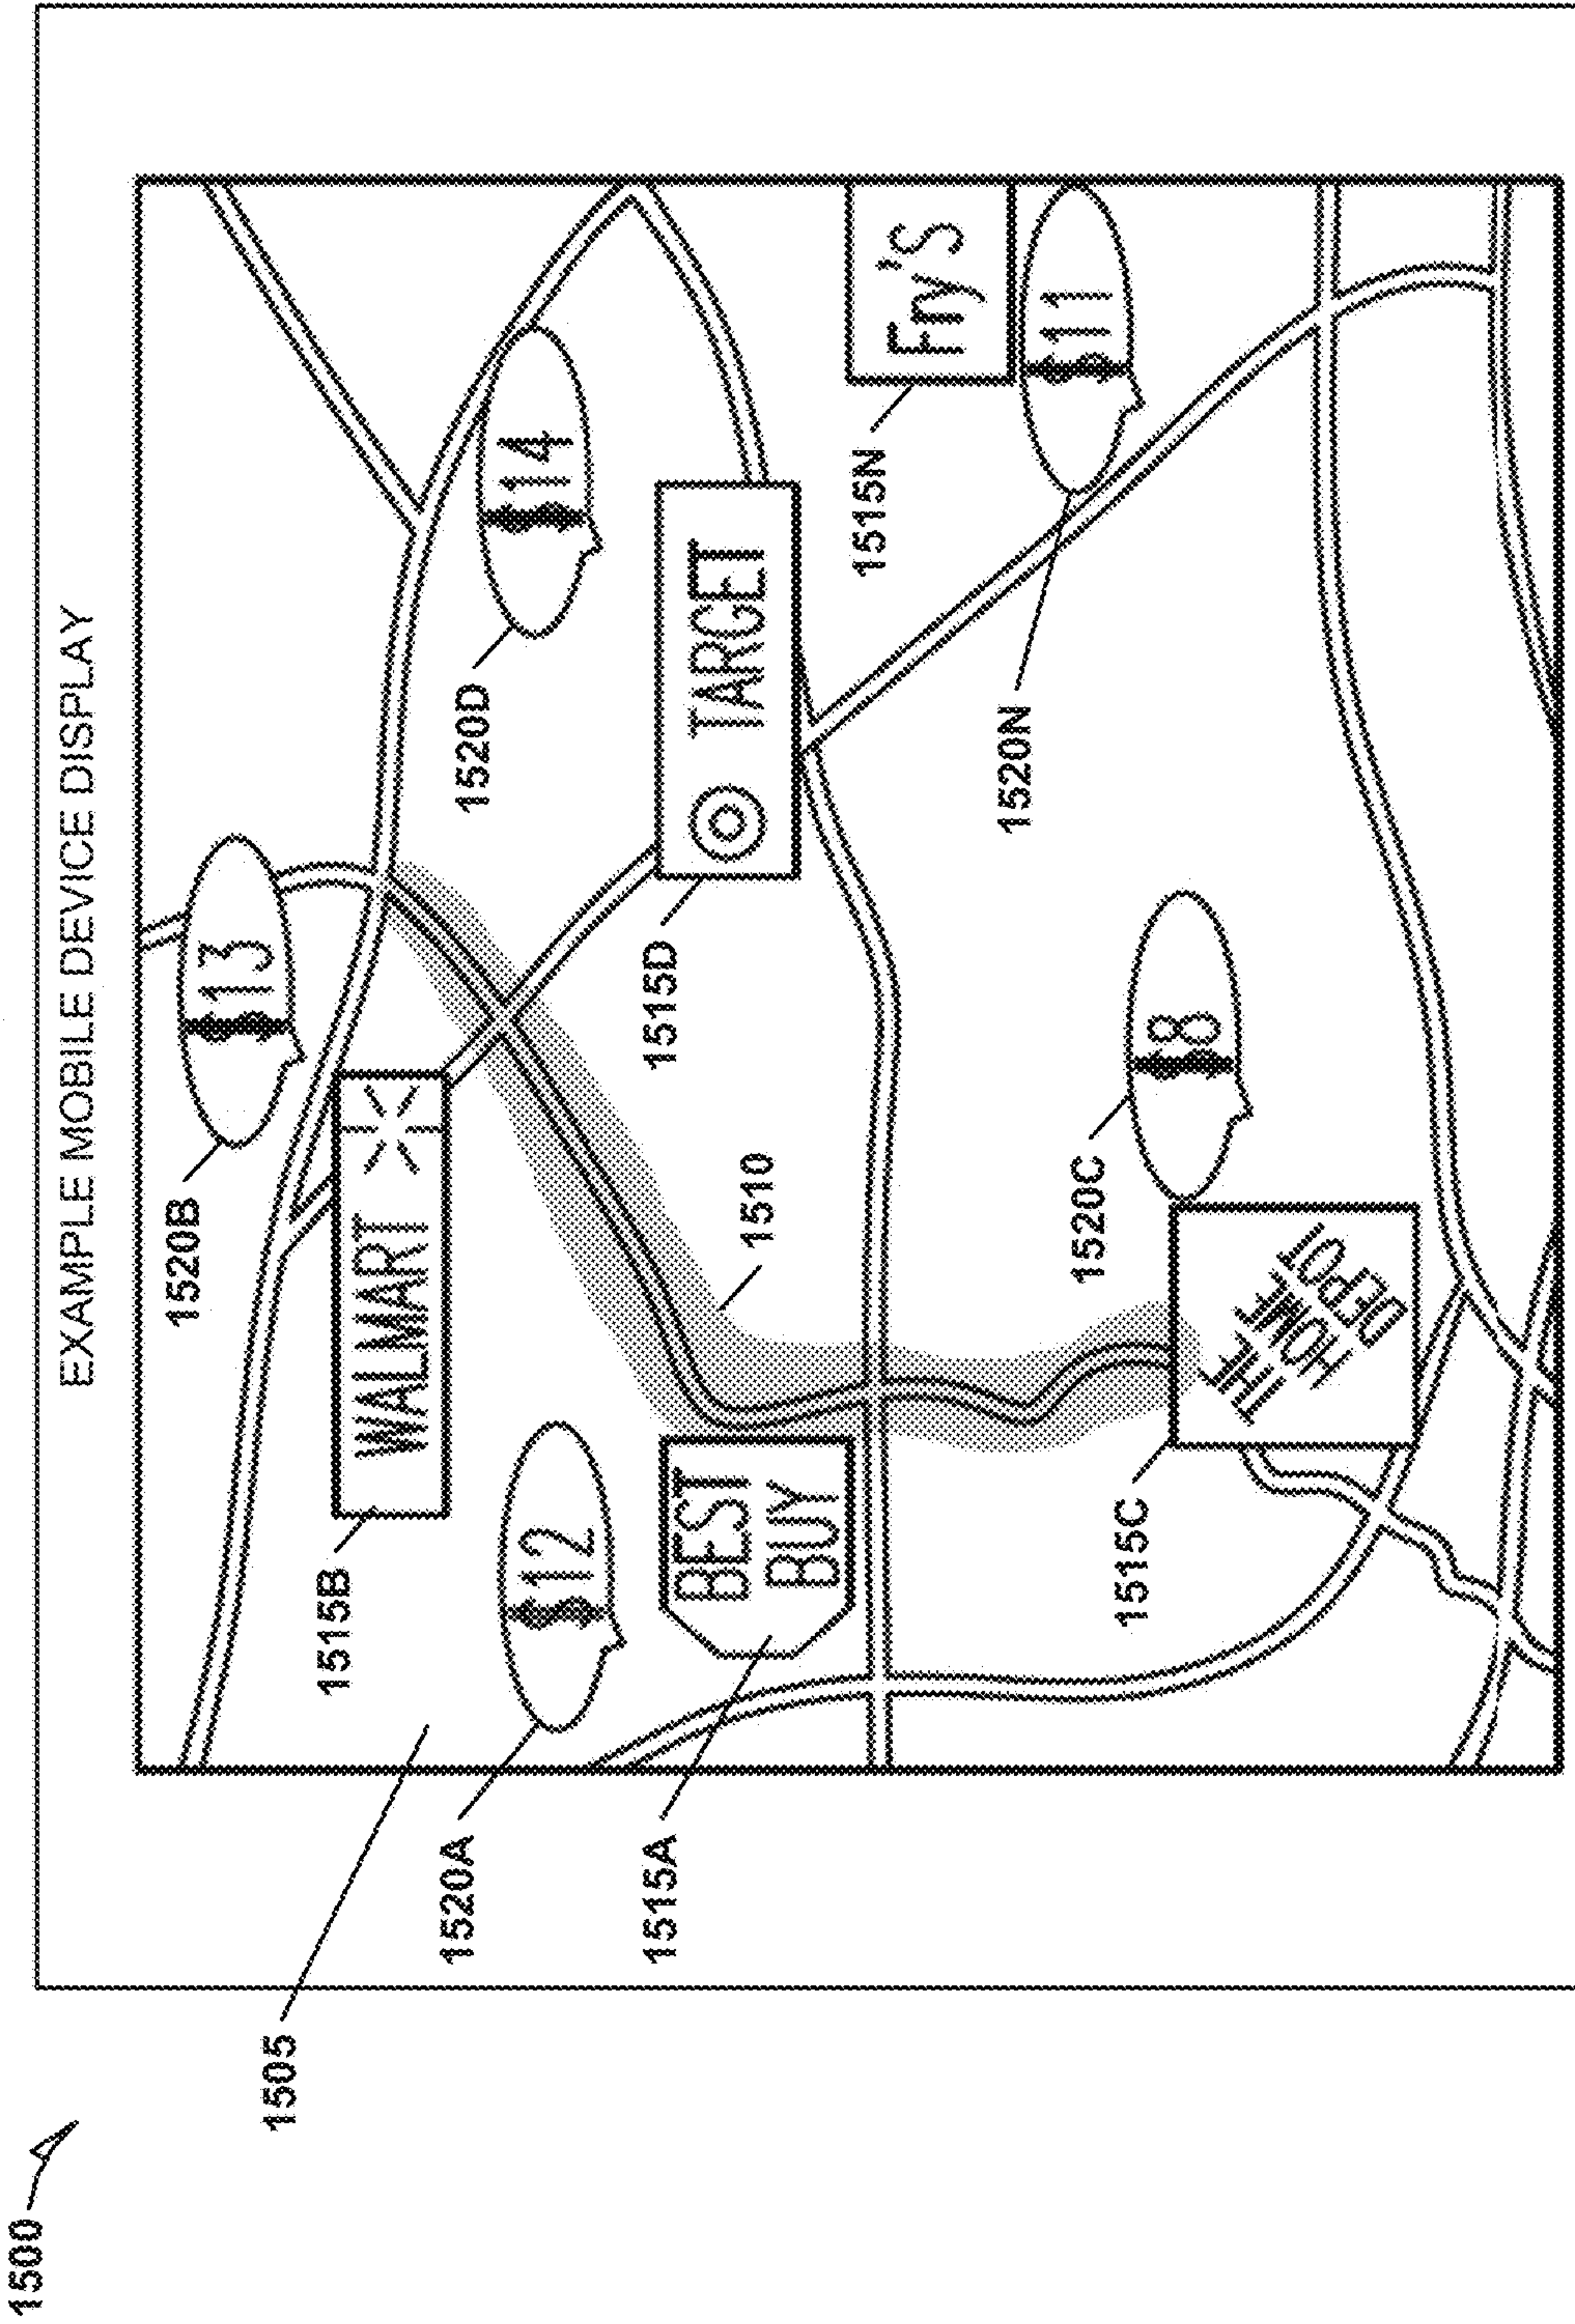 1500
EXAMPLE MOBILE DEVICE DISPLAY
1505
1520B
$13
1515B
WALMART
1520A
$12
1520D
$14
1515A
BEST
BUY
1510
1515D
TARGET
1515N
Fry's
1520N
$11
1520C
$8
1515C
THE
HOME
DEPOT